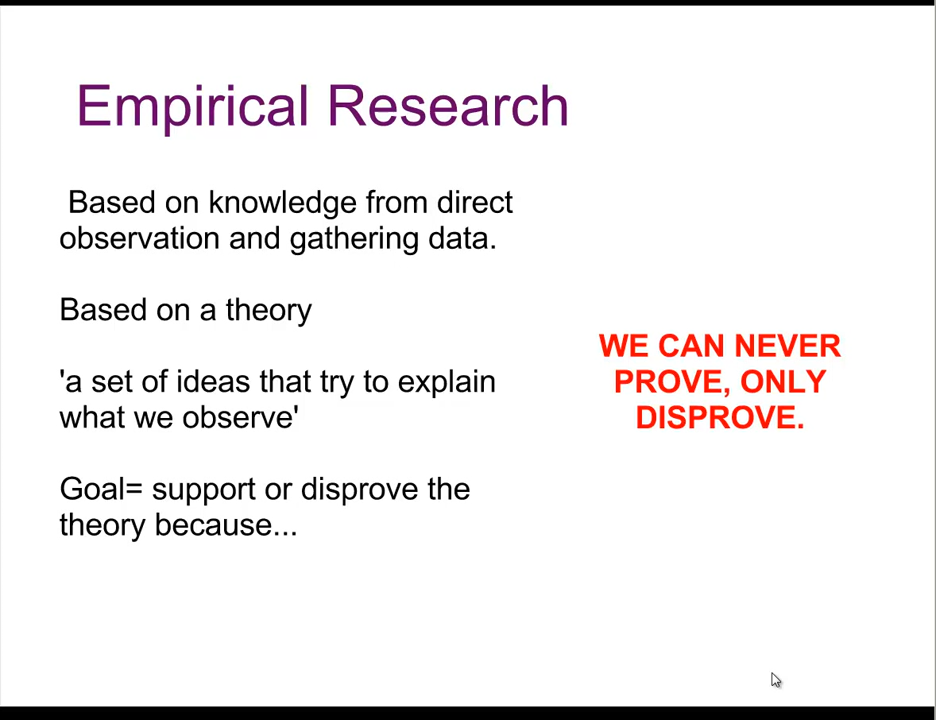 Empirical Research
Based on knowledge from direct
observation and gathering data.
Based on a theory
'a set of ideas that try to explain
what we observe'
Goal= support or disprove the
theory because...
WE CAN NEVER
PROVE, ONLY
DISPROVE.